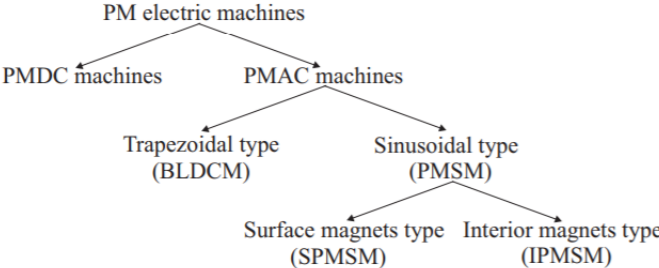 PM electric machines
PMDC machines
PMAC machines
Trapezoidal type
(BLDCM)
Sinusoidal type
(PMSM)
Surface magnets type
(SPMSM)
Interior magnets type
(IPMSM)